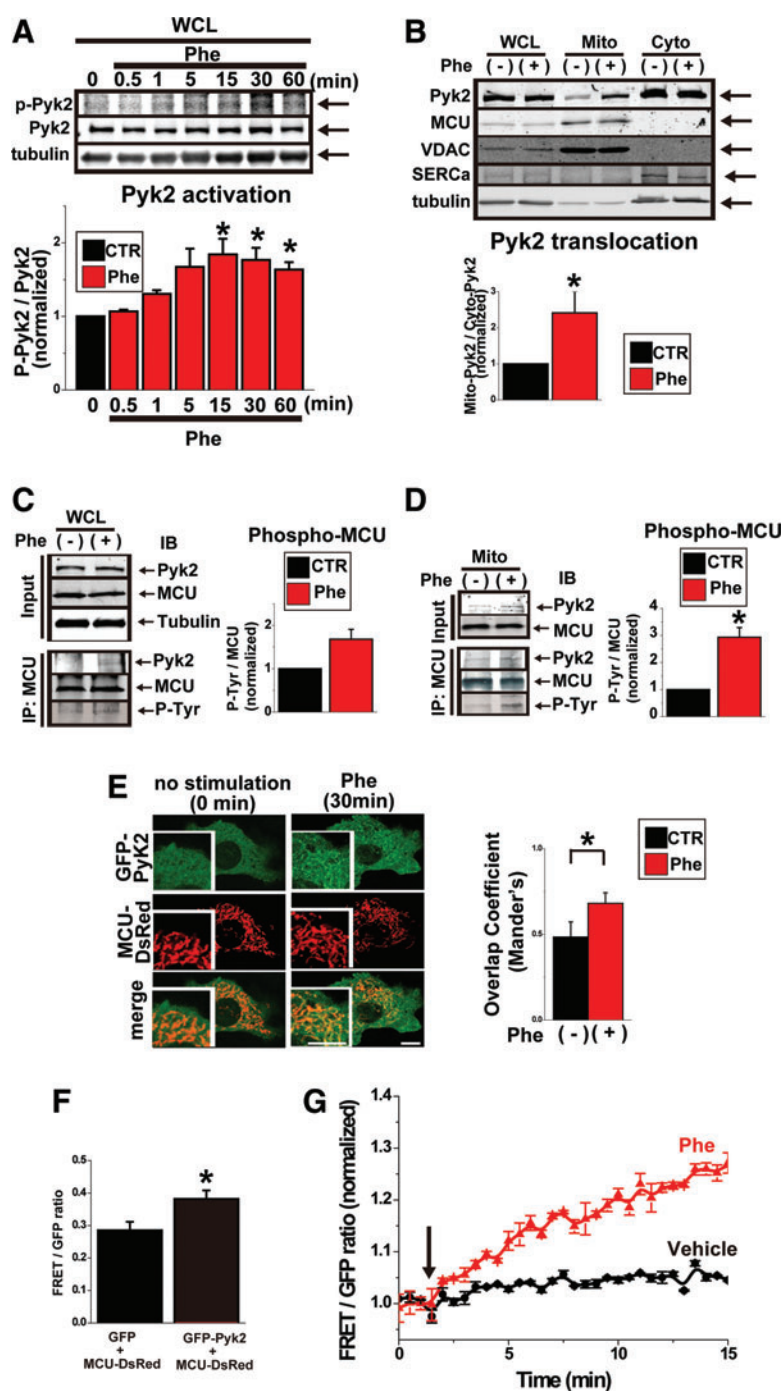 A
WCL
Phe
0 0.5 1 5 15 30 60 (min)
p-Pyk2
Pyk2
tubulin
Pyk2 activation
CTR
Phe
P-Pyk2 / Pyk2
(normalized)
2
1
0
* * *
0 0.5 1 5 15 30 60 (min)
Phe
B
WCL Mito Cyto
Phe (-) (+) (-) (+) (-) (+)
Pyk2
MCU
VDAC
SERCa
tubulin
Pyk2 translocation
Mito-Pyk2 / Cyto-Pyk2
(normalized)
3
2
1
0
*
CTR
Phe
C
WCL
Phe (-) (+) IB
Input
Pyk2
MCU
Tubulin
IP: MCU
Pyk2
MCU
P-Tyr
Phospho-MCU
CTR
Phe
P-Tyr / MCU
(normalized)
2
1
0
D
Mito
Phe (-) (+) IB
Input
Pyk2
MCU
IP: MCU
Pyk2
MCU
P-Tyr
Phospho-MCU
CTR
Phe
P-Tyr / MCU
(normalized)
4
3
2
1
0
*
E
no stimulation
(0 min)
Phe
(30min)
GFP-
PyK2
MCU-
DsRed
merge
Overlap Coefficient
(Mander's)
1.0
0.5
0.0
*
Phe (-) (+)
CTR
Phe
F
FRET / GFP ratio
0.5
0.4
0.3
0.2
0.1
0.0
*
GFP
+
MCU-DsRed
GFP-Pyk2
+
MCU-DsRed
G
FRET / GFP ratio (normalized)
1.4
1.3
1.2
1.1
1.0
Phe
Vehicle
0 5 10 15
Time (min)